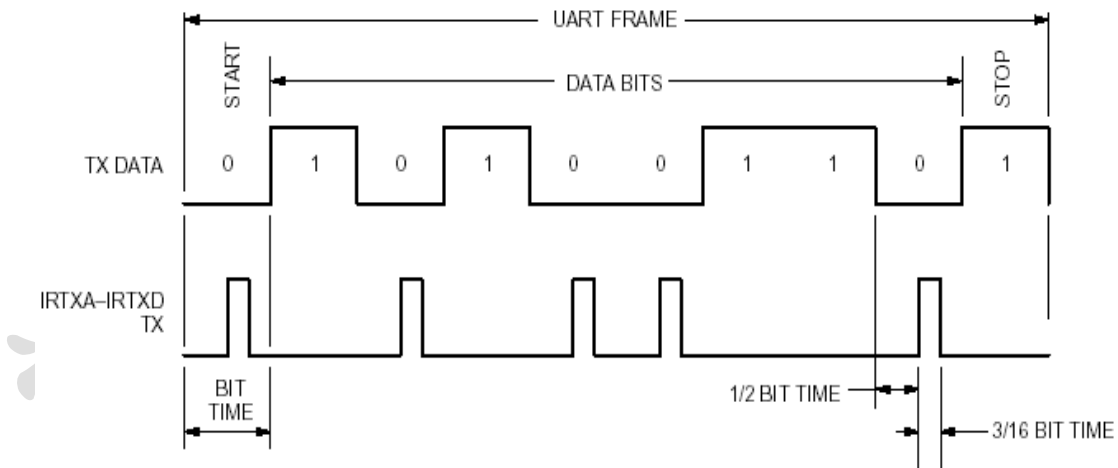 UART FRAME
START
DATA BITS
STOP
TX DATA
0 1 0 1 0 0 1 1 0 1
IRTXA–IRTXD
TX
BIT
TIME
1/2 BIT TIME
3/16 BIT TIME